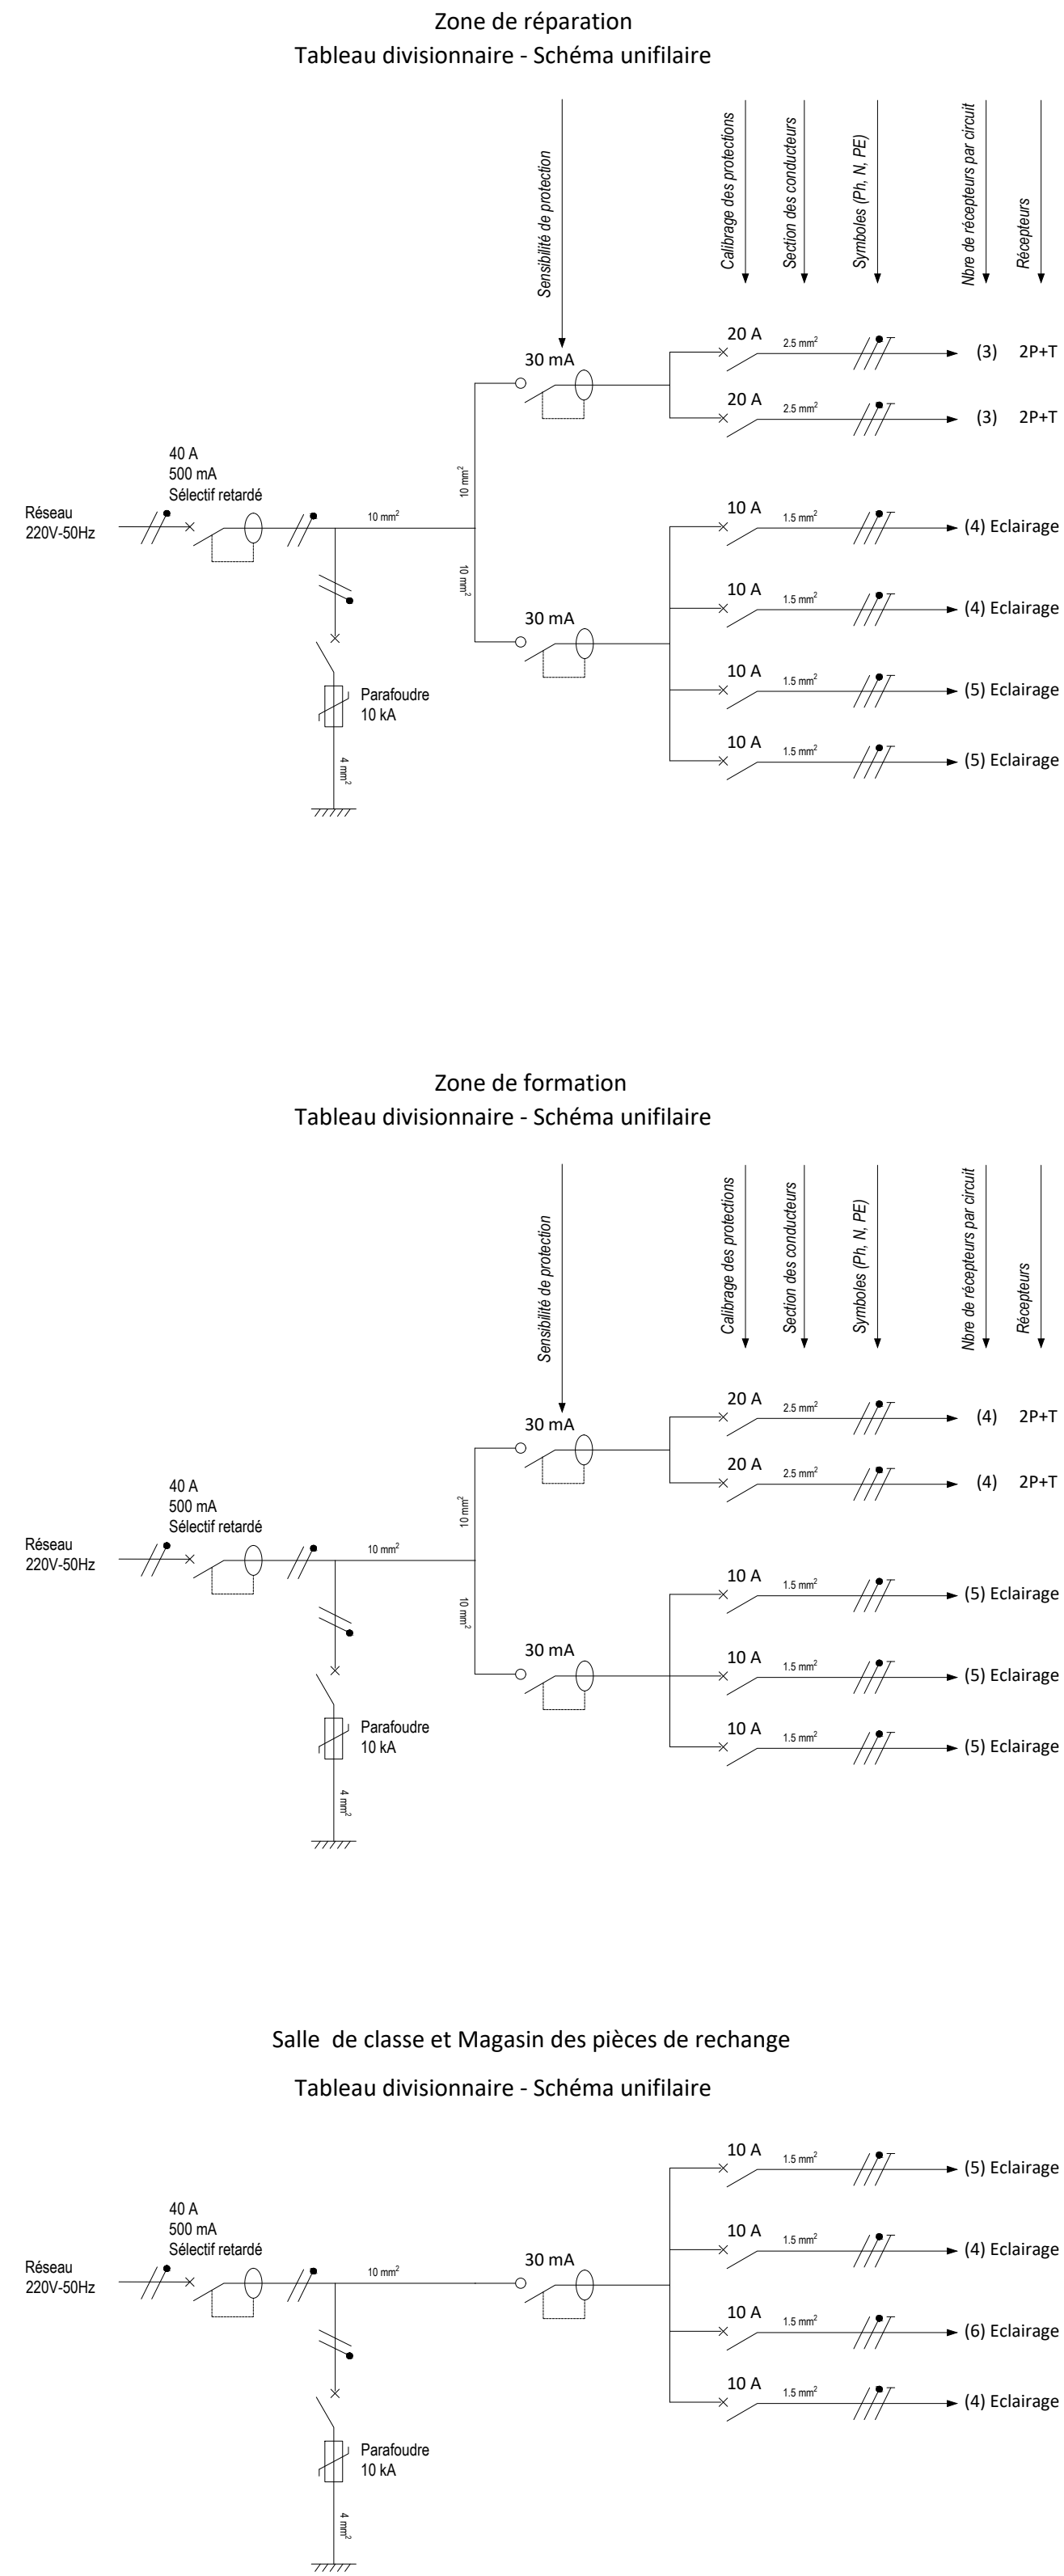 Zone de réparation
Tableau divisionnaire - Schéma unifilaire
Sensibilité de protection
Calibrage des protections
Section des conducteurs
Symboles (Ph, N, PE)
Nbre de récepteurs par circuit
Récepteurs
30 mA
20 A
2.5 mm²
(3) 2P+T
20 A
2.5 mm²
(3) 2P+T
40 A
500 mA
Sélectif retardé
Réseau
220V-50Hz
10 mm²
10 mm²
10 mm²
10 A
1.5 mm²
(4) Eclairage
10 A
1.5 mm²
(4) Eclairage
30 mA
10 A
1.5 mm²
(5) Eclairage
10 A
1.5 mm²
(5) Eclairage
Parafoudre
10 kA
4 mm²
Zone de formation
Tableau divisionnaire - Schéma unifilaire
Sensibilité de protection
Calibrage des protections
Section des conducteurs
Symboles (Ph, N, PE)
Nbre de récepteurs par circuit
Récepteurs
30 mA
20 A
2.5 mm²
(4) 2P+T
20 A
2.5 mm²
(4) 2P+T
40 A
500 mA
Sélectif retardé
Réseau
220V-50Hz
10 mm²
10 mm²
10 mm²
10 A
1.5 mm²
(5) Eclairage
30 mA
10 A
1.5 mm²
(5) Eclairage
10 A
1.5 mm²
(5) Eclairage
Parafoudre
10 kA
4 mm²
Salle de classe et Magasin des pièces de rechange
Tableau divisionnaire - Schéma unifilaire
10 A
1.5 mm²
(5) Eclairage
40 A
500 mA
Sélectif retardé
Réseau
220V-50Hz
10 mm²
30 mA
10 A
1.5 mm²
(4) Eclairage
10 A
1.5 mm²
(6) Eclairage
10 A
1.5 mm²
(4) Eclairage
Parafoudre
10 kA
4 mm²